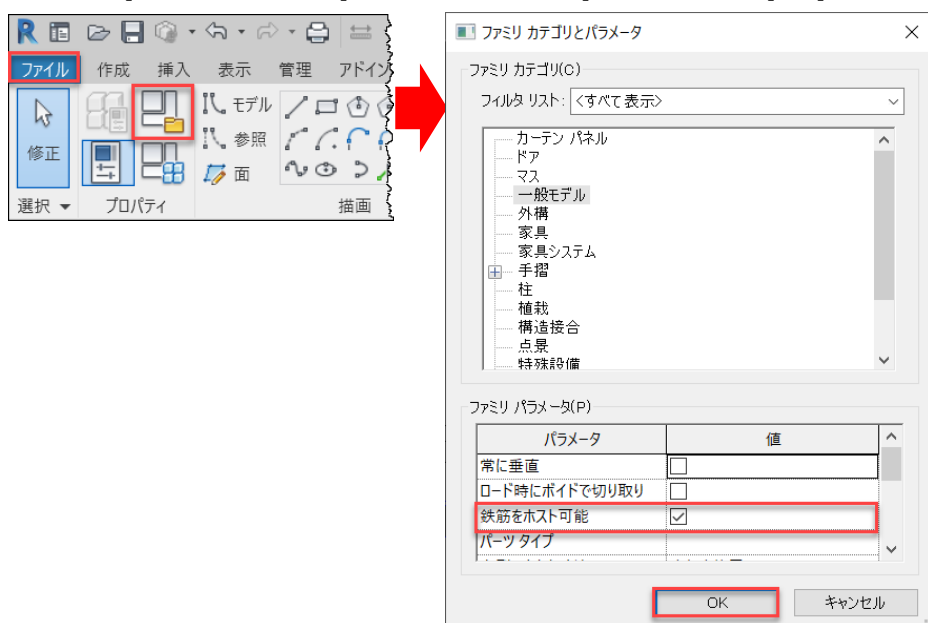 R
ファイル 作成 挿入 表示 管理 アドイン
モデル
参照
修正
面
選択 ▼ プロパティ 描画
ファミリ カテゴリとパラメータ
ファミリ カテゴリ(C)
フィルタ リスト: <すべて表示>
カーテン パネル
ドア
マス
一般モデル
外構
家具
家具システム
手摺
柱
植栽
構造接合
点景
特殊設備
ファミリ パラメータ(P)
パラメータ 値
常に垂直
ロード時にボイドで切り取り
鉄筋をホスト可能
パーツ タイプ
OK キャンセル